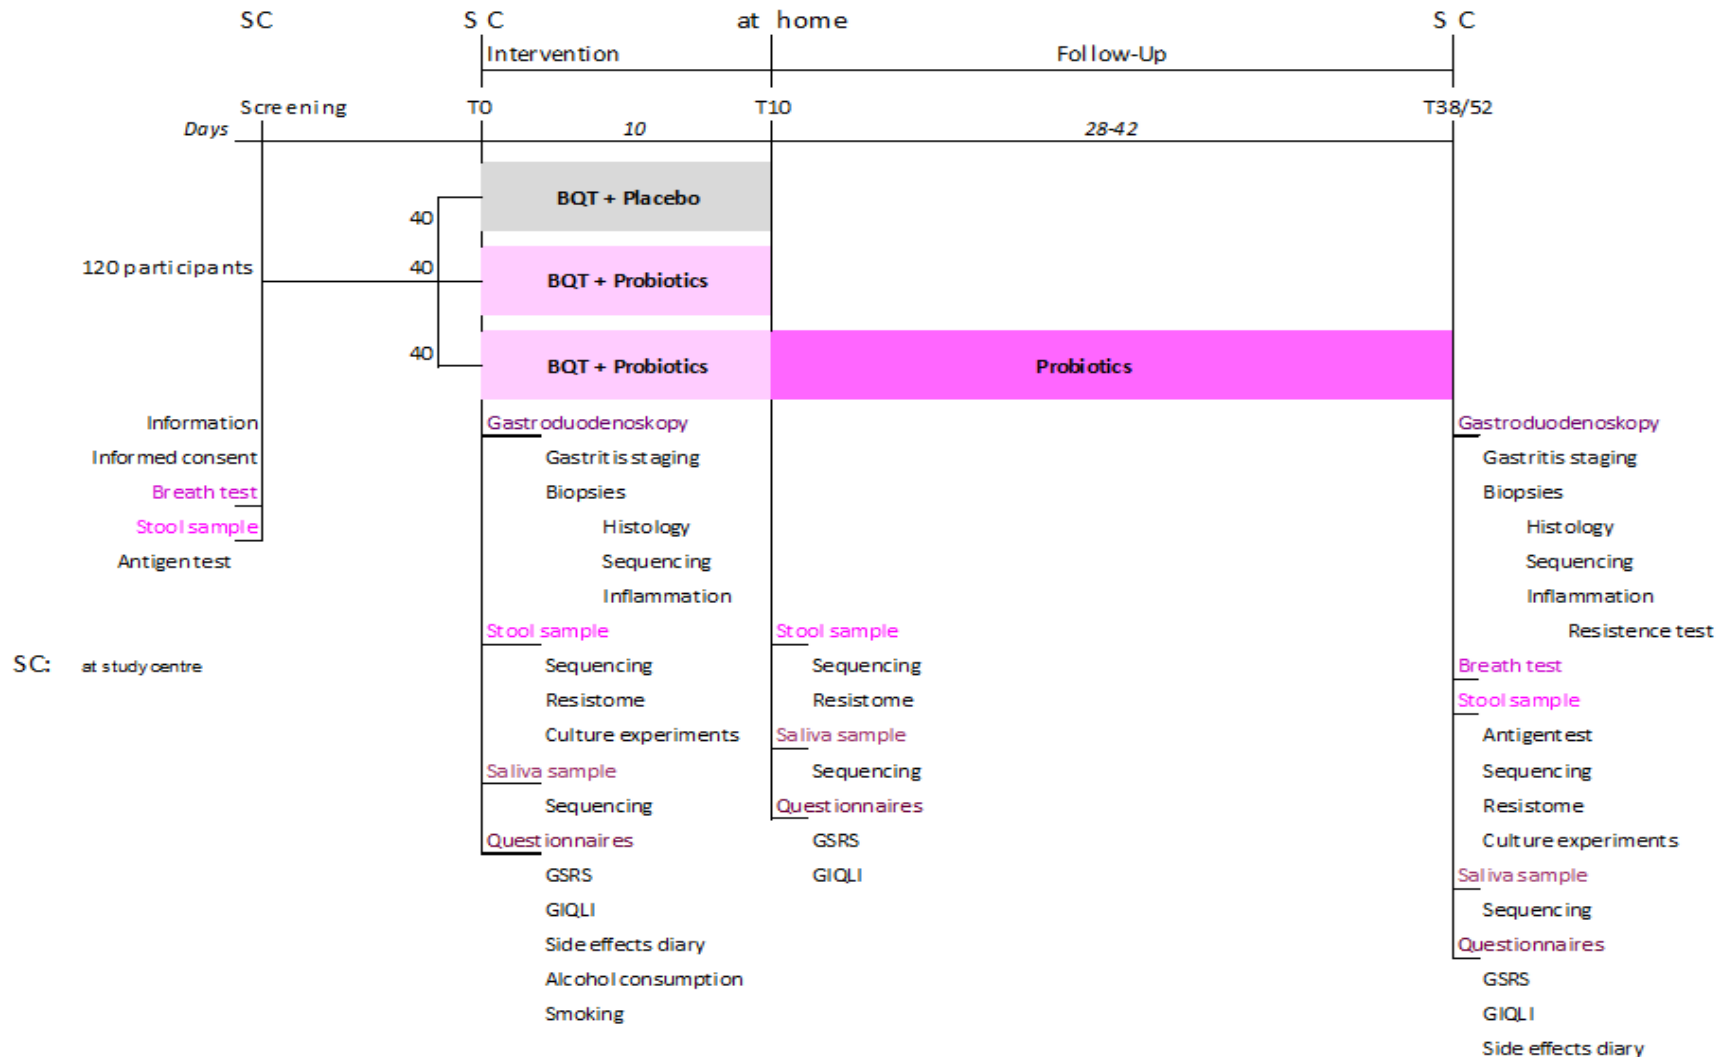 SC
SC
at home
SC
Intervention
Follow-Up
Screening
T0
T10
T38/52
Days
10
28-42
BQT + Placebo
40
120 participants
40
BQT + Probiotics
40
BQT + Probiotics
Probiotics
Information
Informed consent
Breath test
Stool sample
Antigen test
SC: at study centre
Gastroduodenoskopy
Gastritis staging
Biopsies
Histology
Sequencing
Inflammation
Stool sample
Sequencing
Resistome
Culture experiments
Saliva sample
Sequencing
Questionnaires
GSRS
GIQLI
Side effects diary
Alcohol consumption
Smoking
Stool sample
Sequencing
Resistome
Saliva sample
Sequencing
Questionnaires
GSRS
GIQLI
Gastroduodenoskopy
Gastritis staging
Biopsies
Histology
Sequencing
Inflammation
Resistence test
Breath test
Stool sample
Antigentest
Sequencing
Resistome
Culture experiments
Saliva sample
Sequencing
Questionnaires
GSRS
GIQLI
Side effects diary